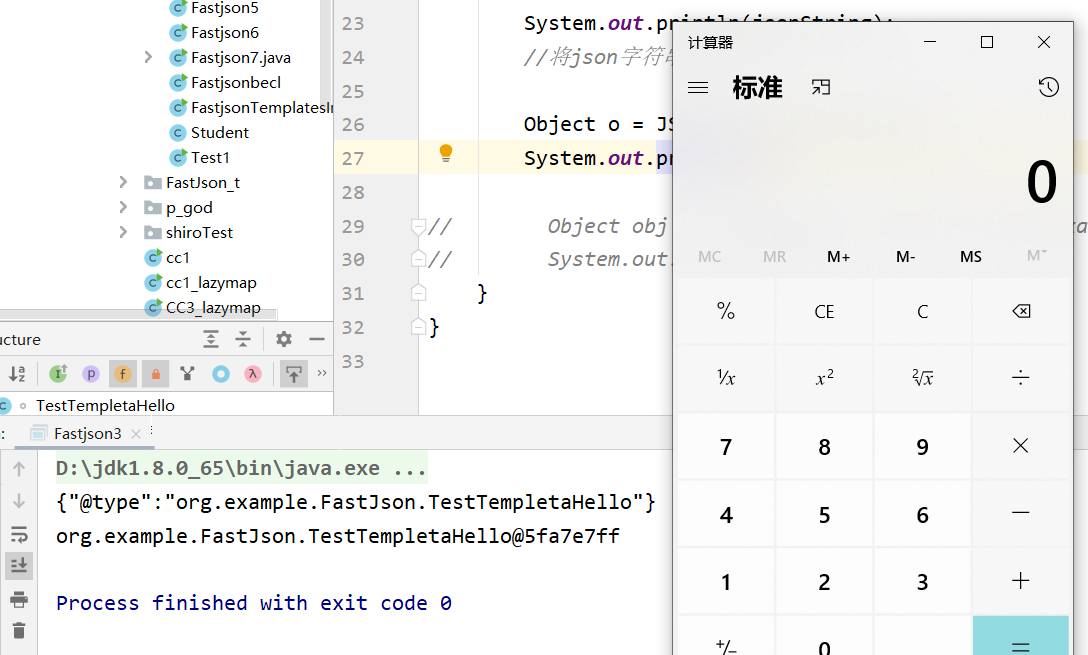 Fastjson5
Fastjson6
Fastjson7.java
Fastjsonbecl
FastjsonTemplatesI
Student
Test1
FastJson_t
p_god
shiroTest
cc1
cc1_lazymap
CC3_lazymap
ucture
TestTempletaHello
23 System.out.println(jsonString);
24 //将json字符串
25
26 Object o = JS
27 System.out.pr
28
29 // Object obj
30 // System.out.
31 }
32 }
33
Fastjson3
D:\jdk1.8.0_65\bin\java.exe ...
{"@type":"org.example.FastJson.TestTempletaHello"}
org.example.FastJson.TestTempletaHello@5fa7e7ff
Process finished with exit code 0
计算器
标准
0
MC MR M+ M- MS M˅
% CE C
¹/x x² ²√x ÷
7 8 9 ×
4 5 6 −
1 2 3 +
+/− 0 =